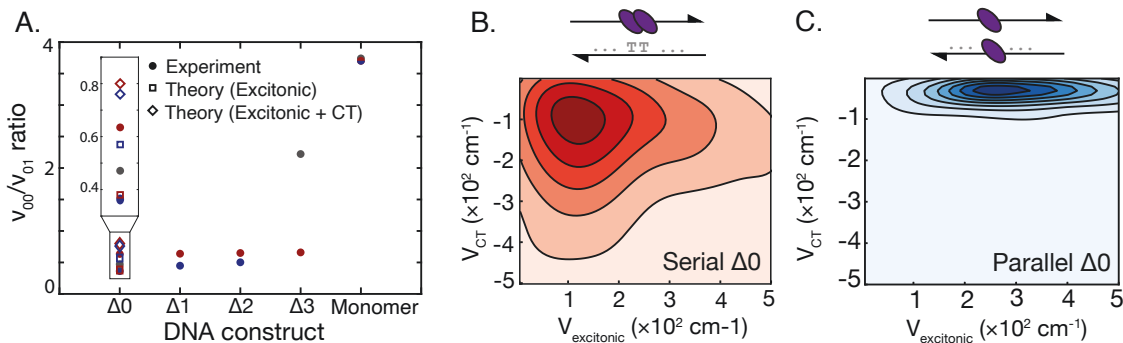 A.
B.
C.
... TT ...
... ...
4
2
0
ν00/ν01 ratio
0.8
0.6
0.4
Experiment
Theory (Excitonic)
Theory (Excitonic + CT)
Δ0 Δ1 Δ2 Δ3 Monomer
DNA construct
-1
-2
-3
-4
-5
VCT (×10² cm⁻¹)
Serial Δ0
1 2 3 4 5
Vexcitonic (×10² cm-1)
-1
-2
-3
-4
-5
VCT (×10² cm⁻¹)
Parallel Δ0
1 2 3 4 5
Vexcitonic (×10² cm⁻¹)